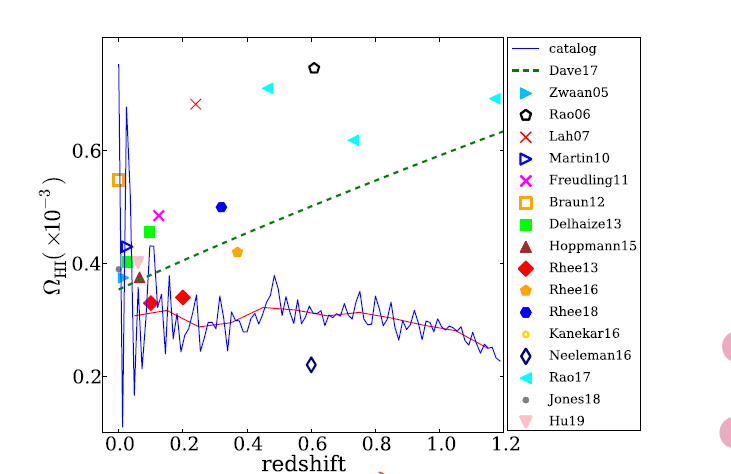 catalog
Dave17
Zwaan05
Rao06
Lah07
Martin10
Freudling11
Braun12
Delhaize13
Hoppmann15
Rhee13
Rhee16
Rhee18
Kanekar16
Neeleman16
Rao17
Jones18
Hu19
Ω_HI(×10⁻³)
0.6
0.4
0.2
0.0 0.2 0.4 0.6 0.8 1.0 1.2
redshift